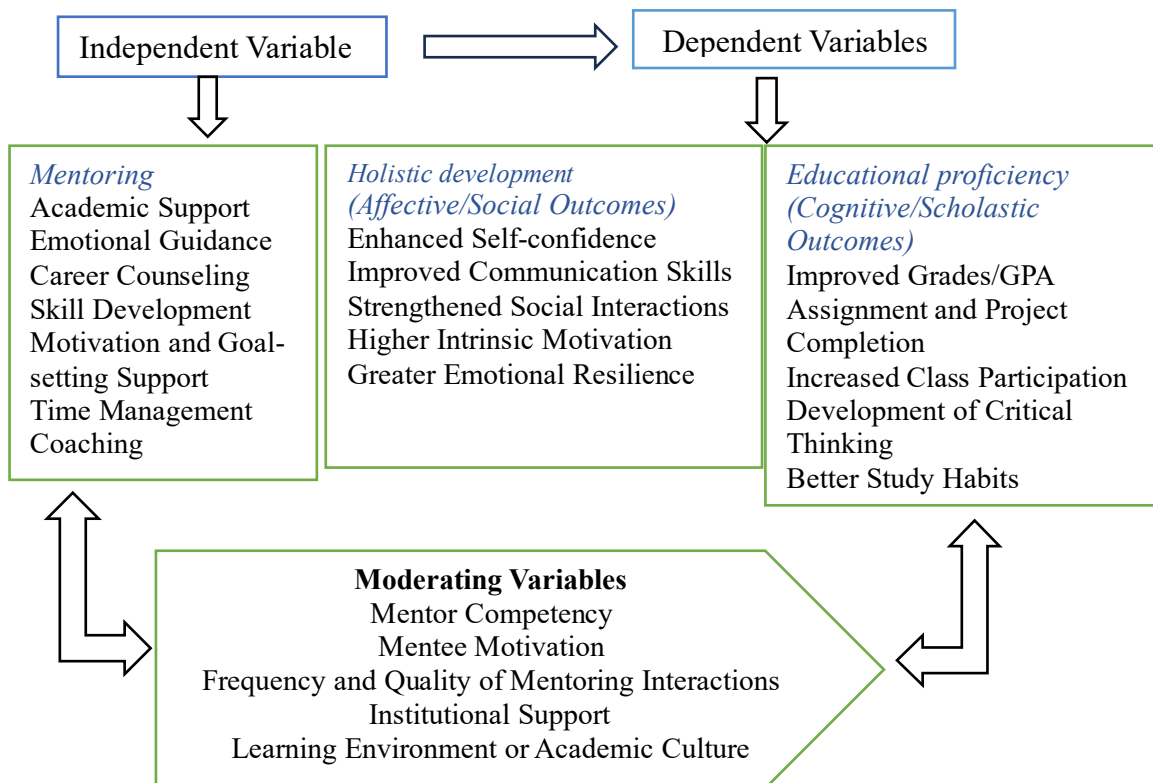 Independent Variable
Dependent Variables
Mentoring
Academic Support
Emotional Guidance
Career Counseling
Skill Development
Motivation and Goal-
setting Support
Time Management
Coaching
Holistic development
(Affective/Social Outcomes)
Enhanced Self-confidence
Improved Communication Skills
Strengthened Social Interactions
Higher Intrinsic Motivation
Greater Emotional Resilience
Educational proficiency
(Cognitive/Scholastic
Outcomes)
Improved Grades/GPA
Assignment and Project
Completion
Increased Class Participation
Development of Critical
Thinking
Better Study Habits
Moderating Variables
Mentor Competency
Mentee Motivation
Frequency and Quality of Mentoring Interactions
Institutional Support
Learning Environment or Academic Culture